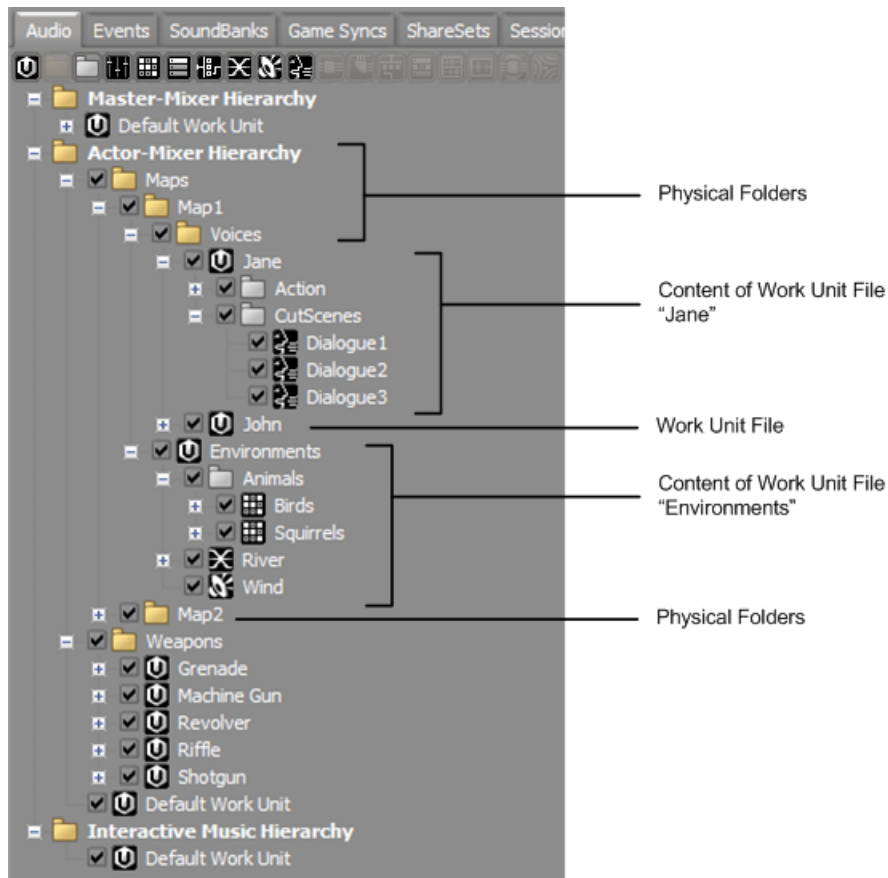 Audio Events SoundBanks Game Syncs ShareSets Session
Master-Mixer Hierarchy
Default Work Unit
Actor-Mixer Hierarchy
Maps
Physical Folders
Map1
Voices
Jane
Action
Content of Work Unit File
“Jane”
CutScenes
Dialogue1
Dialogue2
Dialogue3
John
Work Unit File
Environments
Animals
Content of Work Unit File
“Environments”
Birds
Squirrels
River
Wind
Map2
Physical Folders
Weapons
Grenade
Machine Gun
Revolver
Riffle
Shotgun
Default Work Unit
Interactive Music Hierarchy
Default Work Unit